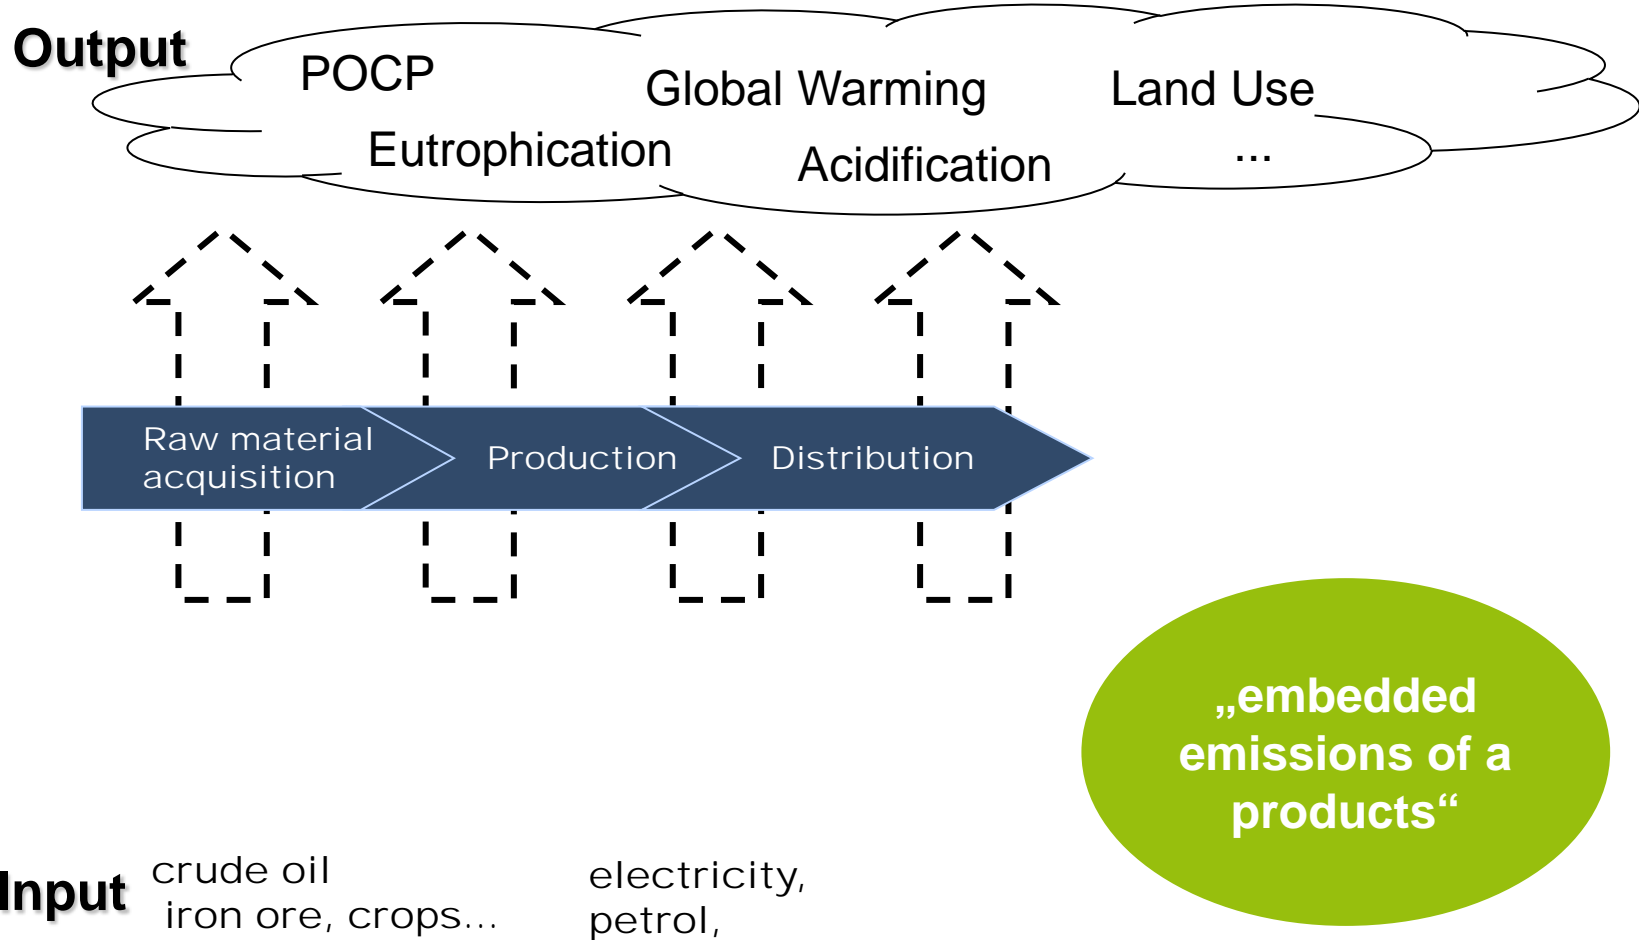 Output
POCP
Global Warming
Land Use
Eutrophication
Acidification
...
Raw material
acquisition
Production
Distribution
„embedded
emissions of a
products“
Input
crude oil
iron ore, crops...
electricity,
petrol,